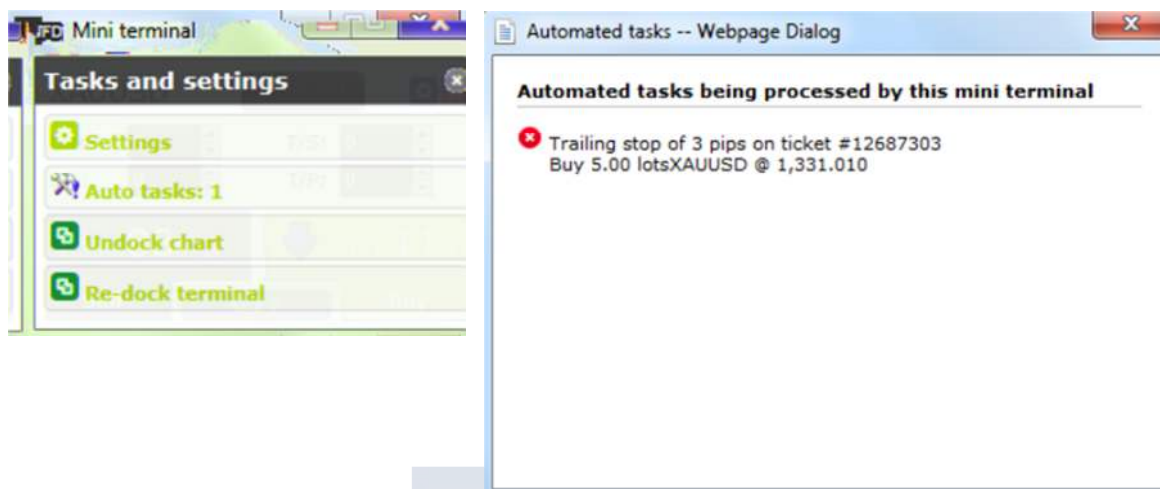 JFD Mini terminal
Tasks and settings
Settings
Auto tasks: 1
Undock chart
Re-dock terminal
Automated tasks -- Webpage Dialog
Automated tasks being processed by this mini terminal
Trailing stop of 3 pips on ticket #12687303
Buy 5.00 lotsXAUUSD @ 1,331.010